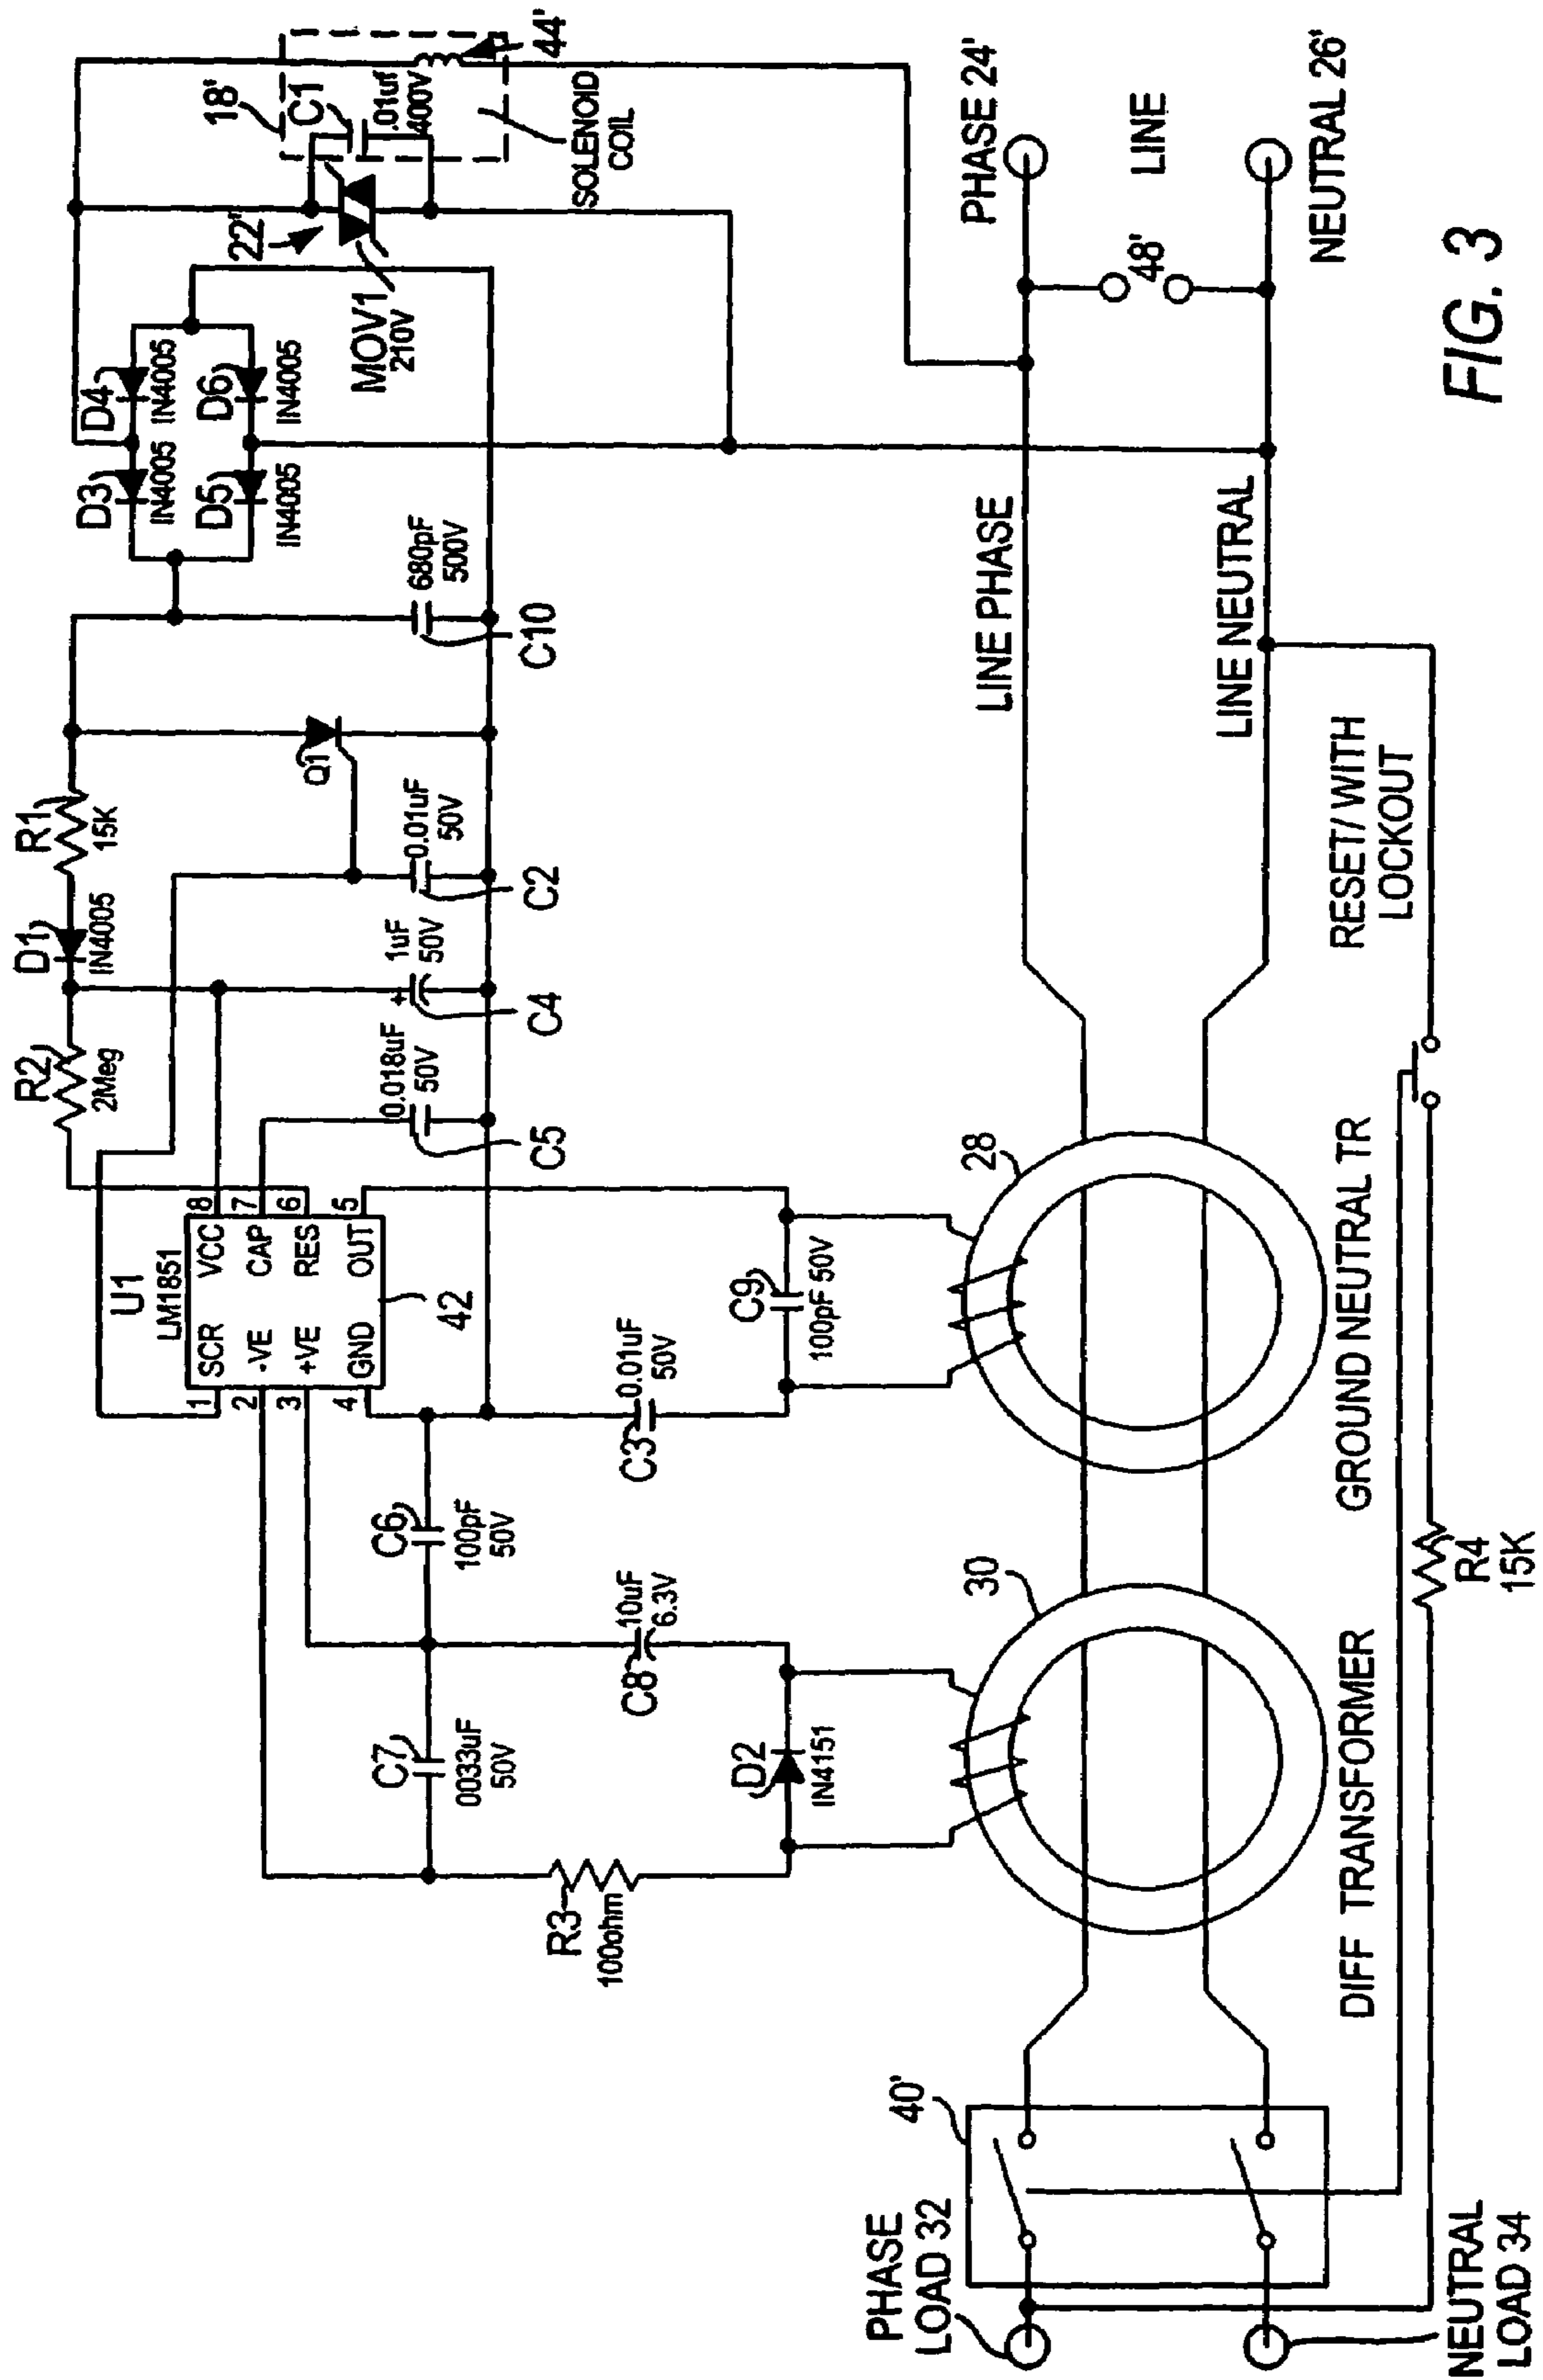 18'
C1
.01uf
400V
44'
SOLENOID
COIL
22'
MOV1
210V
D4
IN4005
D6
IN4005
D3
IN4005
D5
IN4005
680pF
500V
C10
Q1
R1
15K
0.01uF
50V
C2
D1
IN4005
1uF
50V
+
C4
R2
2Meg
0.018uF
50V
C5
U1
LM1851
8
7
6
5
VCC
CAP
RES
OUT
SCR
-VE
+VE
GND
1
2
3
4
42
C9
100pF 50V
C3
0.01uF
50V
C6
100pF
50V
C8
10uF
6.3V
C7
0033uF
50V
D2
IN4151
R3
100ohm
PHASE 24'
LINE
NEUTRAL 26'
48'
LINE PHASE
LINE NEUTRAL
RESET/ WITH
LOCKOUT
28
GROUND NEUTRAL TR
30
DIFF TRANSFORMER
R4
15K
40'
PHASE
LOAD 32
NEUTRAL
LOAD 34
FIG. 3